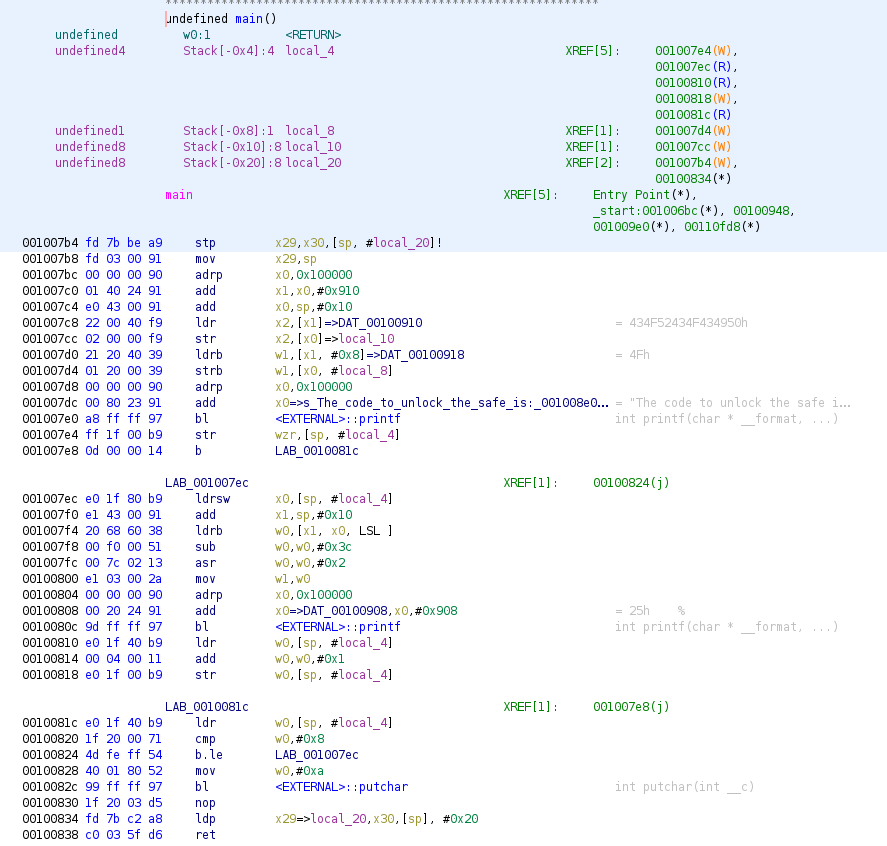 ************************************************************
undefined main()
undefined w0:1 <RETURN>
undefined4 Stack[-0x4]:4 local_4 XREF[5]: 001007e4(W),
001007ec(R),
00100810(R),
00100818(W),
0010081c(R)
undefined1 Stack[-0x8]:1 local_8 XREF[1]: 001007d4(W)
undefined8 Stack[-0x10]:8 local_10 XREF[1]: 001007cc(W)
undefined8 Stack[-0x20]:8 local_20 XREF[2]: 001007b4(W),
00100834(*)
main XREF[5]: Entry Point(*),
_start:001006bc(*), 00100948,
001009e0(*), 00110fd8(*)
001007b4 fd 7b be a9 stp x29,x30,[sp, #local_20]!
001007b8 fd 03 00 91 mov x29,sp
001007bc 00 00 00 90 adrp x0,0x100000
001007c0 01 40 24 91 add x1,x0,#0x910
001007c4 e0 43 00 91 add x0,sp,#0x10
001007c8 22 00 40 f9 ldr x2,[x1]=>DAT_00100910 = 434F52434F434950h
001007cc 02 00 00 f9 str x2,[x0]=>local_10
001007d0 21 20 40 39 ldrb w1,[x1, #0x8]=>DAT_00100918 = 4Fh
001007d4 01 20 00 39 strb w1,[x0, #local_8]
001007d8 00 00 00 90 adrp x0,0x100000
001007dc 00 80 23 91 add x0=>s_The_code_to_unlock_the_safe_is:_001008e0... = "The code to unlock the safe i...
001007e0 a8 ff ff 97 bl <EXTERNAL>::printf int printf(char * __format, ...)
001007e4 ff 1f 00 b9 str wzr,[sp, #local_4]
001007e8 0d 00 00 14 b LAB_0010081c
LAB_001007ec XREF[1]: 00100824(j)
001007ec e0 1f 80 b9 ldrsw x0,[sp, #local_4]
001007f0 e1 43 00 91 add x1,sp,#0x10
001007f4 20 68 60 38 ldrb w0,[x1, x0, LSL ]
001007f8 00 f0 00 51 sub w0,w0,#0x3c
001007fc 00 7c 02 13 asr w0,w0,#0x2
00100800 e1 03 00 2a mov w1,w0
00100804 00 00 00 90 adrp x0,0x100000
00100808 00 20 24 91 add x0=>DAT_00100908,x0,#0x908 = 25h %
0010080c 9d ff ff 97 bl <EXTERNAL>::printf int printf(char * __format, ...)
00100810 e0 1f 40 b9 ldr w0,[sp, #local_4]
00100814 00 04 00 11 add w0,w0,#0x1
00100818 e0 1f 00 b9 str w0,[sp, #local_4]
LAB_0010081c XREF[1]: 001007e8(j)
0010081c e0 1f 40 b9 ldr w0,[sp, #local_4]
00100820 1f 20 00 71 cmp w0,#0x8
00100824 4d fe ff 54 b.le LAB_001007ec
00100828 40 01 80 52 mov w0,#0xa
0010082c 99 ff ff 97 bl <EXTERNAL>::putchar int putchar(int __c)
00100830 1f 20 03 d5 nop
00100834 fd 7b c2 a8 ldp x29=>local_20,x30,[sp], #0x20
00100838 c0 03 5f d6 ret